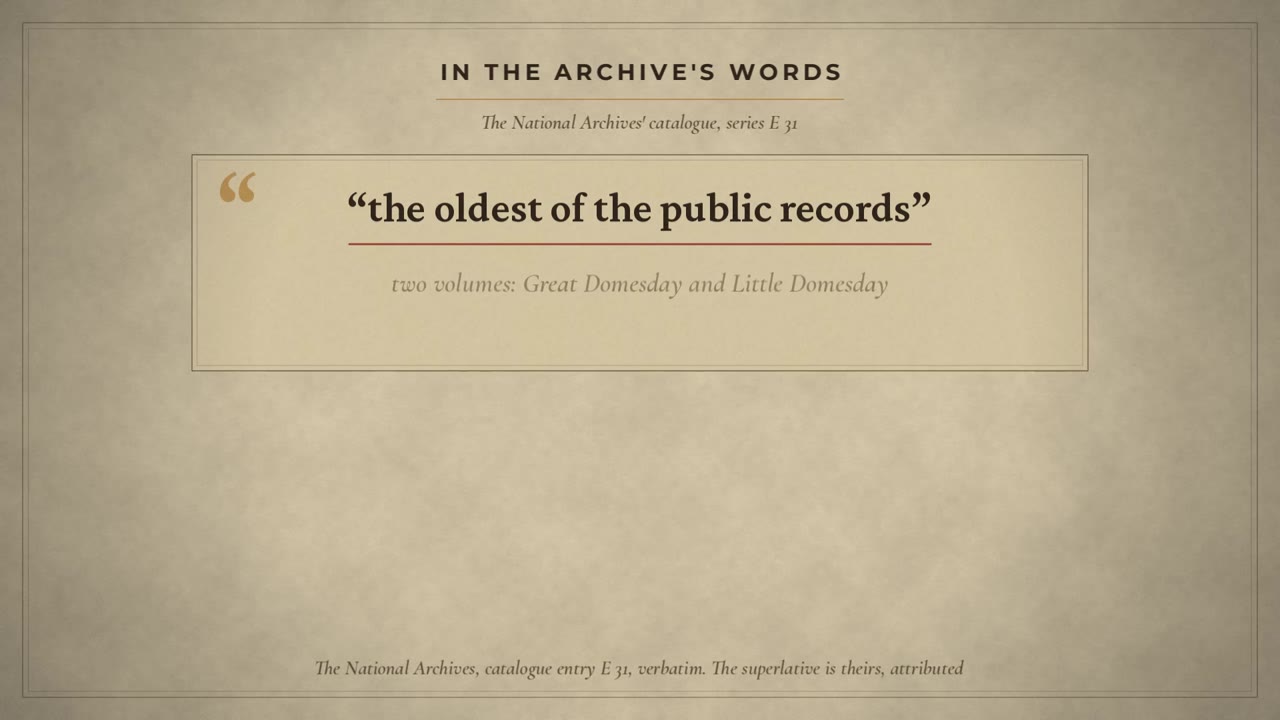 IN THE ARCHIVE'S WORDS
The National Archives' catalogue, series E 31
“
“the oldest of the public records”
two volumes: Great Domesday and Little Domesday
The National Archives, catalogue entry E 31, verbatim. The superlative is theirs, attributed